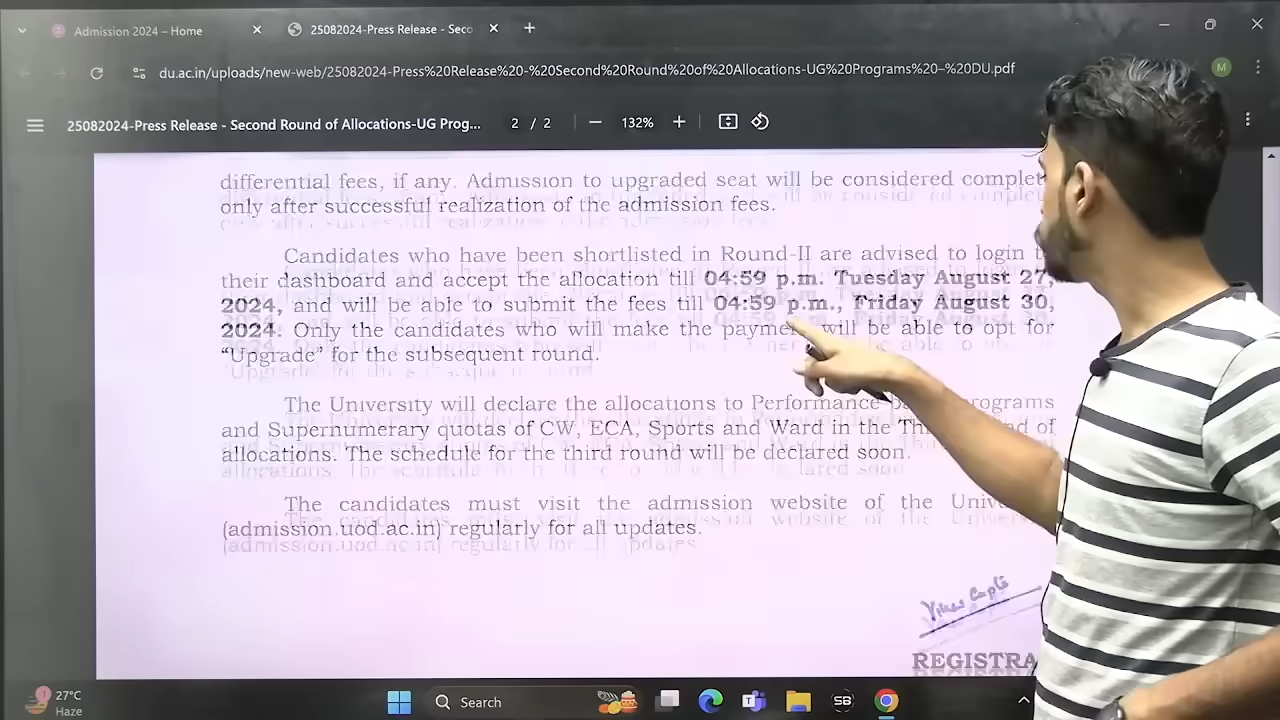 Admission 2024 – Home
25082024-Press Release - Seco
du.ac.in/uploads/new-web/25082024-Press%20Release%20-%20Second%20Round%20of%20Allocations-UG%20Programs%20–%20DU.pdf
M
25082024-Press Release - Second Round of Allocations-UG Prog...
2 / 2
132%
differential fees, if any. Admission to upgraded seat will be considered complet
only after successful realization of the admission fees.
Candidates who have been shortlisted in Round-II are advised to login t
their dashboard and accept the allocation till 04:59 p.m. Tuesday August 27,
2024, and will be able to submit the fees till 04:59 p.m., Friday August 30,
2024. Only the candidates who will make the paymen will be able to opt for
“Upgrade” for the subsequent round.
The University will declare the allocations to Performance programs
and Supernumerary quotas of CW, ECA, Sports and Ward in the Th nd of
allocations. The schedule for the third round will be declared soon.
The candidates must visit the admission website of the Unive
(admission.uod.ac.in) regularly for all updates.
Vikas Gupta
REGISTRA
1
27°C
Haze
Search
SB